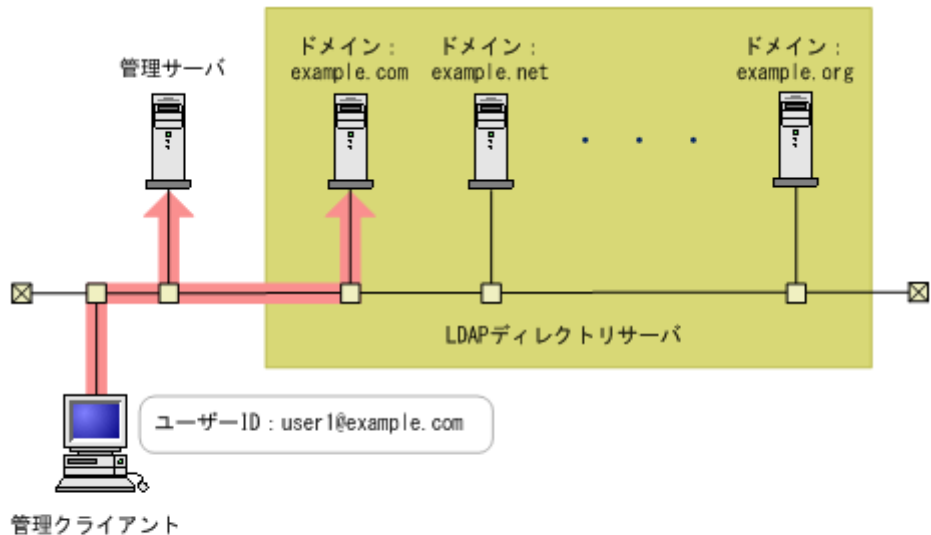 管理サーバ
ドメイン：
example.com
ドメイン：
example.net
ドメイン：
example.org
LDAPディレクトリサーバ
ユーザーID：user1@example.com
管理クライアント